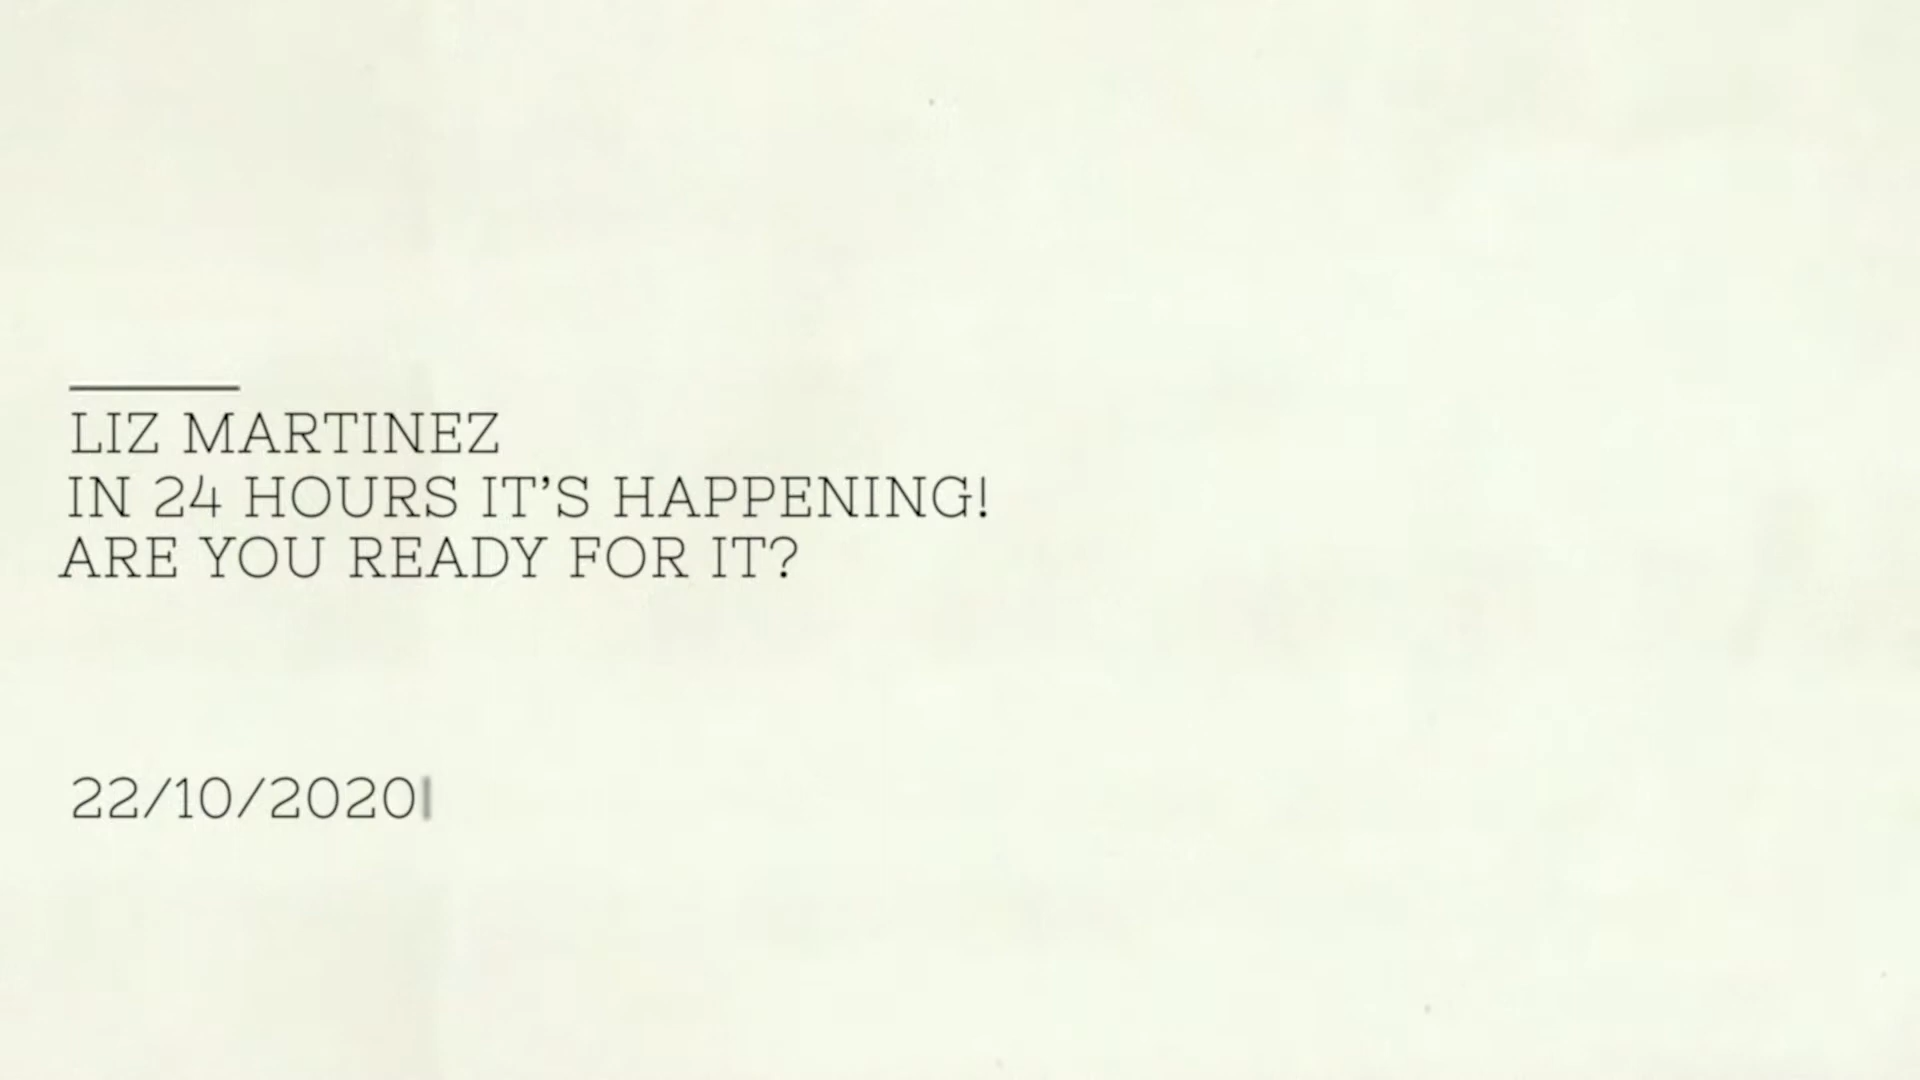 LIZ MARTINEZ
IN 24 HOURS IT’S HAPPENING!
ARE YOU READY FOR IT?
22/10/2020